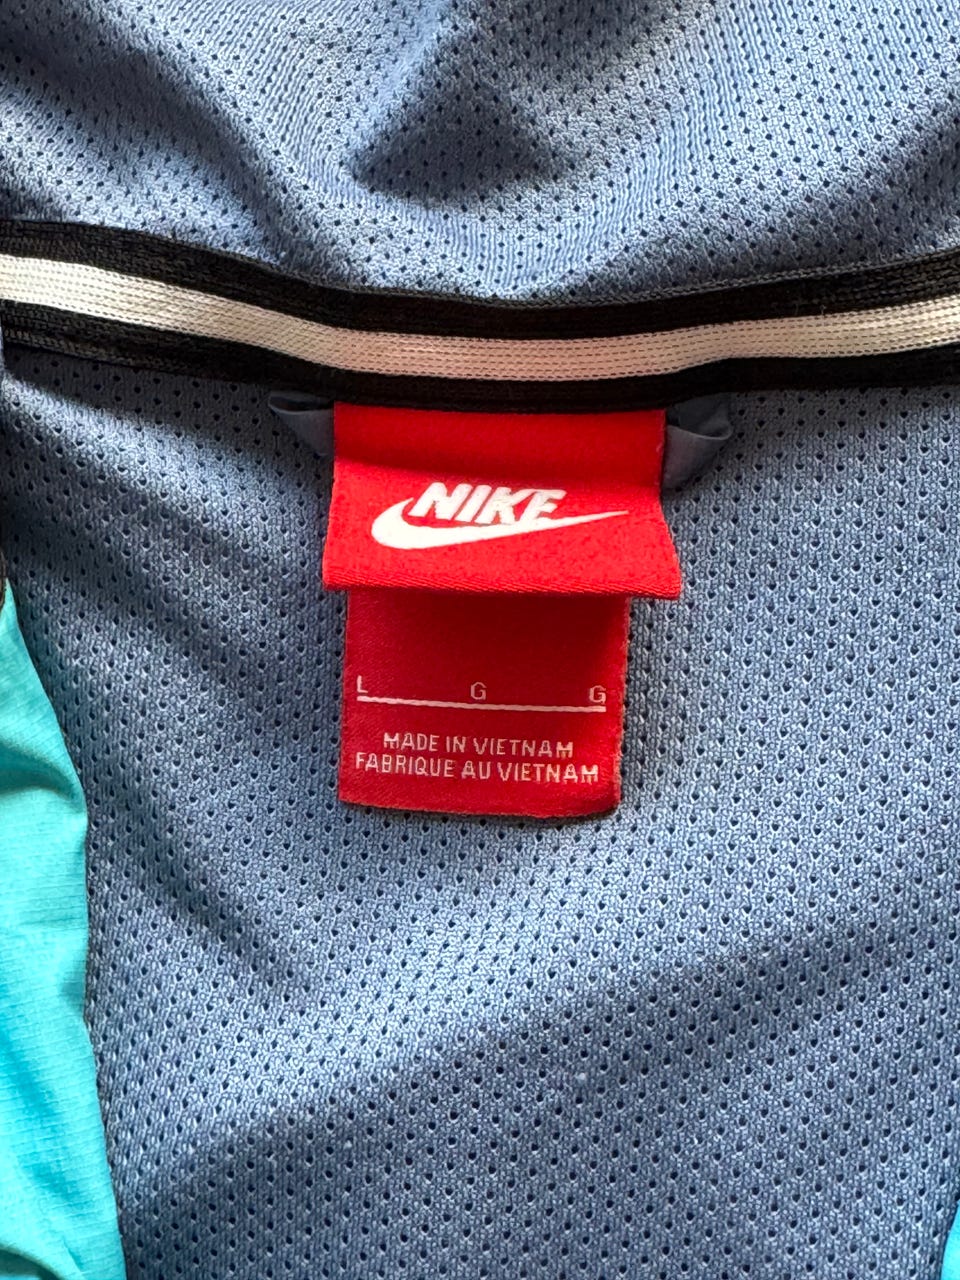 NIKE
L G G
MADE IN VIETNAM
FABRIQUE AU VIETNAM